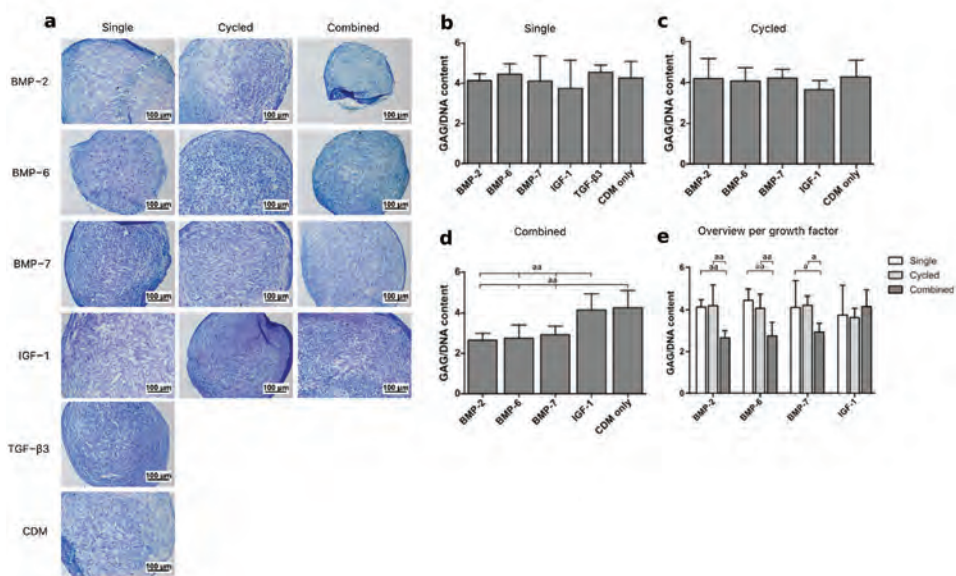 a
Single
Cycled
Combined
BMP-2
100 µm
100 µm
100 µm
BMP-6
100 µm
100 µm
100 µm
BMP-7
100 µm
100 µm
100 µm
IGF-1
100 µm
100 µm
100 µm
TGF-β3
100 µm
CDM
100 µm
b
Single
GAG/DNA content
6
4
2
0
BMP-2
BMP-6
BMP-7
IGF-1
TGF-β3
CDM only
c
Cycled
GAG/DNA content
6
4
2
0
BMP-2
BMP-6
BMP-7
IGF-1
CDM only
d
Combined
aa
aa
GAG/DNA content
6
4
2
0
BMP-2
BMP-6
BMP-7
IGF-1
CDM only
e
Overview per growth factor
aa
aa
aa
aa
a
a
GAG/DNA content
6
4
2
0
BMP-2
BMP-6
BMP-7
IGF-1
Single
Cycled
Combined